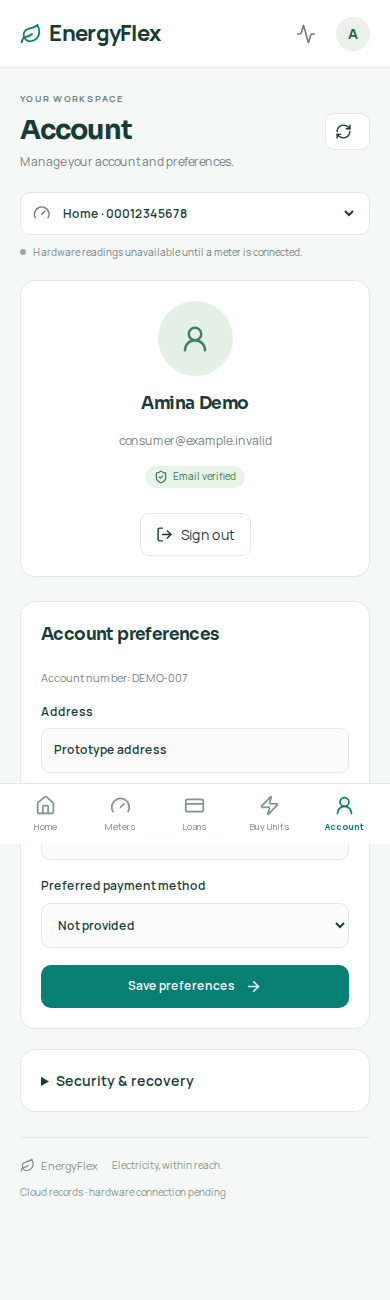 EnergyFlex
A
YOUR WORKSPACE
Account
Manage your account and preferences.
Home · 00012345678
Hardware readings unavailable until a meter is connected.
Amina Demo
consumer@example.invalid
Email verified
Sign out
Account preferences
Account number: DEMO-007
Address
Prototype address
Home
Meters
Loans
Buy Units
Account
Preferred payment method
Not provided
Save preferences
Security & recovery
EnergyFlex
Electricity, within reach.
Cloud records · hardware connection pending